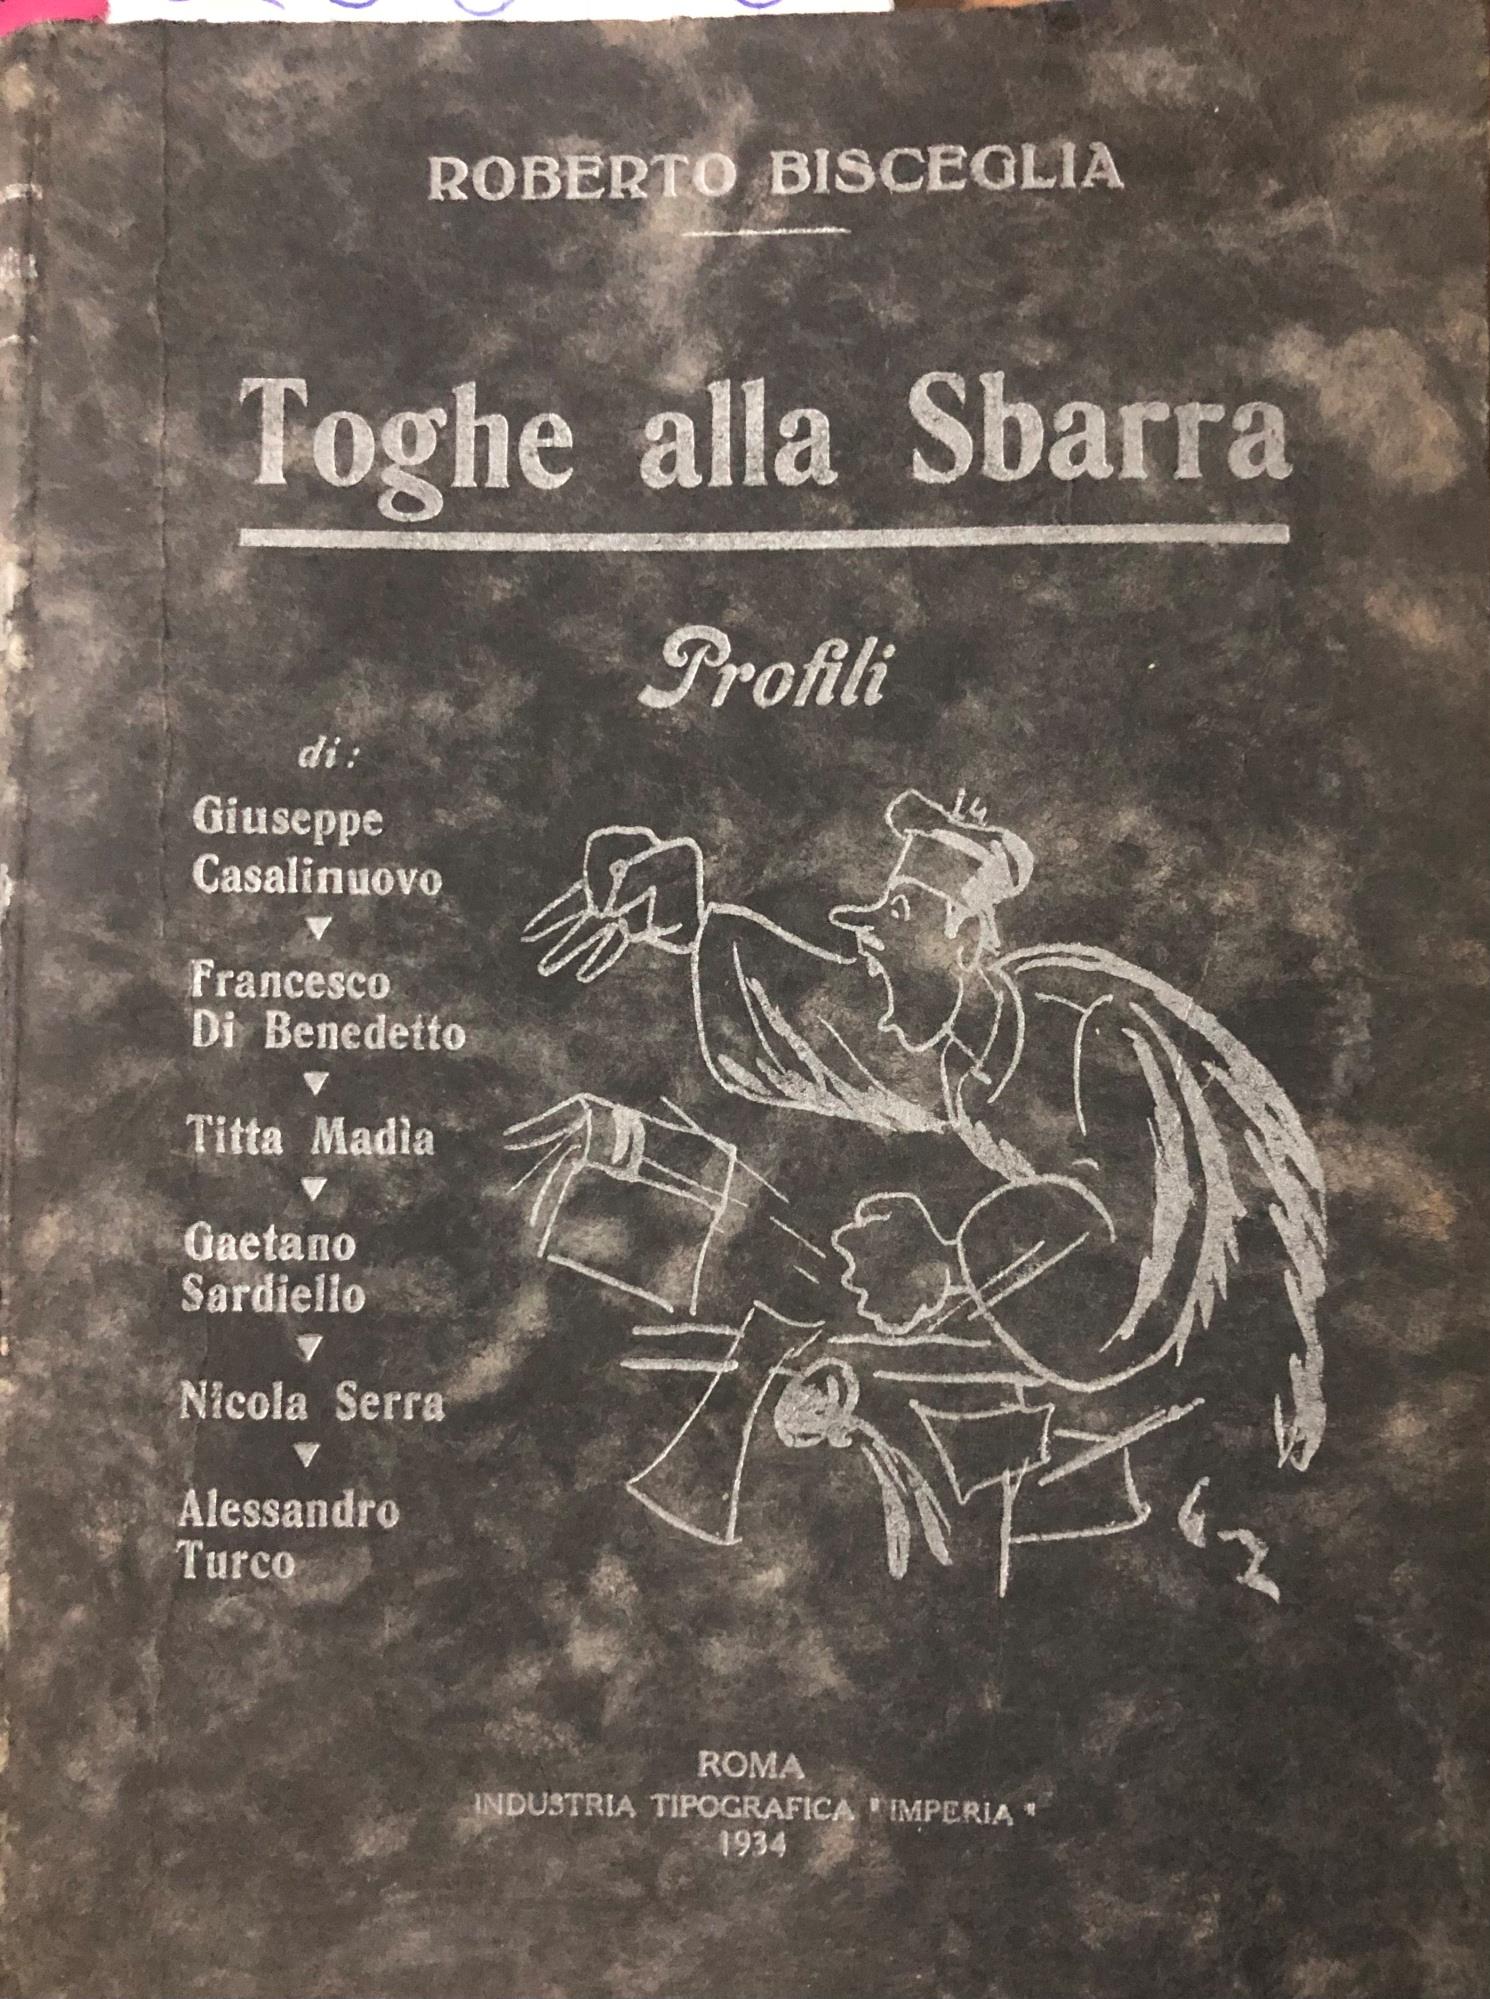 ROBERTO BISCEGLIA
Toghe alla Sbarra
Profili
di:
Giuseppe
Casalinuovo
Francesco
Di Benedetto
Titta Madìa
Gaetano
Sardiello
Nicola Serra
Alessandro
Turco
ROMA
INDUSTRIA TIPOGRAFICA "IMPERIA"
1934